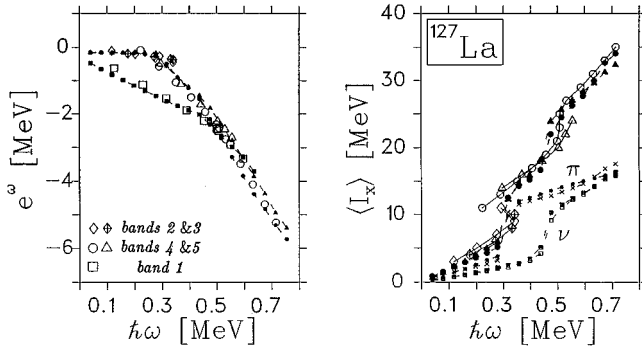 0
−2
−4
−6
e^ω [MeV]
◇ ⊕ bands 2 &3
○ △ bands 4 &5
□ band 1
0.1 0.3 0.5 0.7
ħω [MeV]
40
30
20
10
0
⟨I_x⟩ [MeV]
¹²⁷La
π
ν
0.1 0.3 0.5 0.7
ħω [MeV]